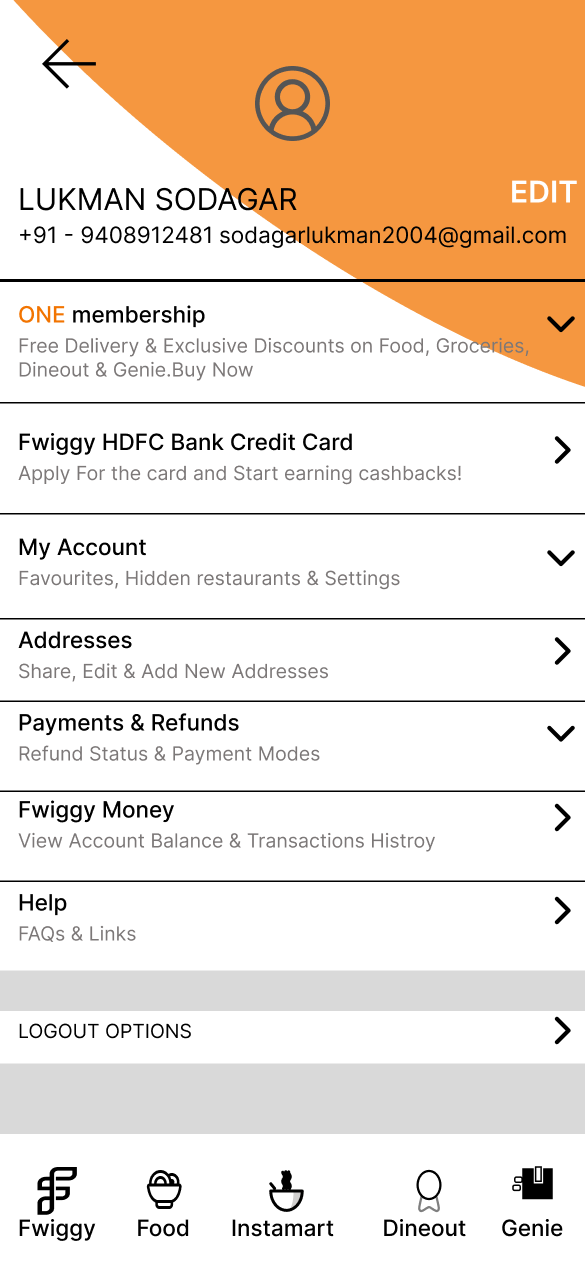 EDIT
LUKMAN SODAGAR
+91 - 9408912481 sodagarlukman2004@gmail.com
ONE membership
Free Delivery & Exclusive Discounts on Food, Groceries,
Dineout & Genie.Buy Now
Fwiggy HDFC Bank Credit Card
Apply For the card and Start earning cashbacks!
My Account
Favourites, Hidden restaurants & Settings
Addresses
Share, Edit & Add New Addresses
Payments & Refunds
Refund Status & Payment Modes
Fwiggy Money
View Account Balance & Transactions Histroy
Help
FAQs & Links
LOGOUT OPTIONS
Fwiggy Food Instamart Dineout Genie